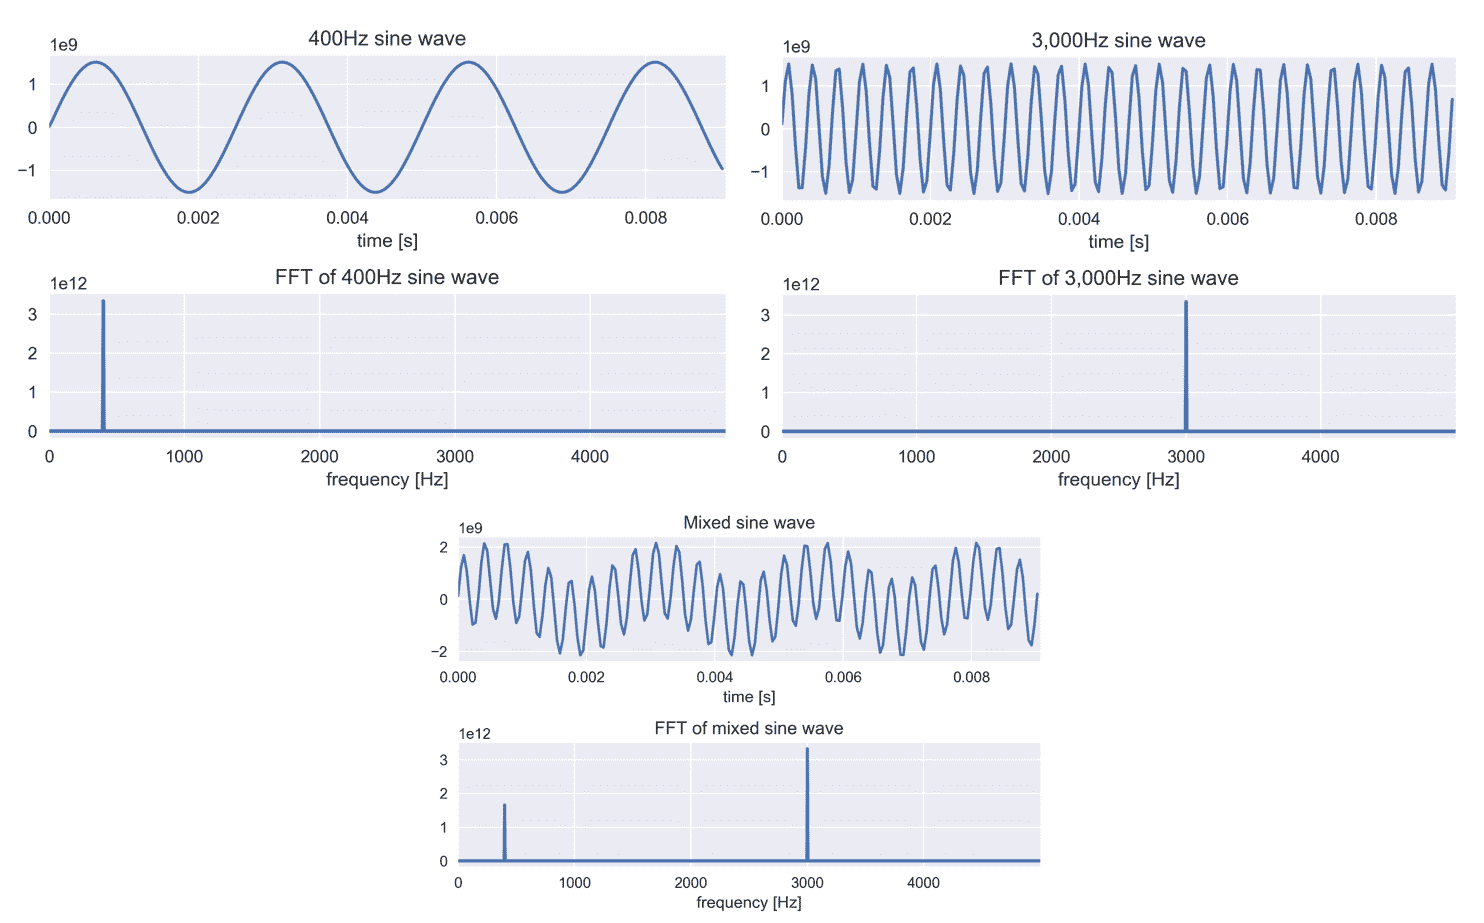 400Hz sine wave
1e9
1
0
−1
0.000 0.002 0.004 0.006 0.008
time [s]
3,000Hz sine wave
1e9
1
0
−1
0.000 0.002 0.004 0.006 0.008
time [s]
FFT of 400Hz sine wave
1e12
3
2
1
0
0 1000 2000 3000 4000
frequency [Hz]
FFT of 3,000Hz sine wave
1e12
3
2
1
0
0 1000 2000 3000 4000
frequency [Hz]
Mixed sine wave
1e9
2
0
−2
0.000 0.002 0.004 0.006 0.008
time [s]
FFT of mixed sine wave
1e12
3
2
1
0
0 1000 2000 3000 4000
frequency [Hz]